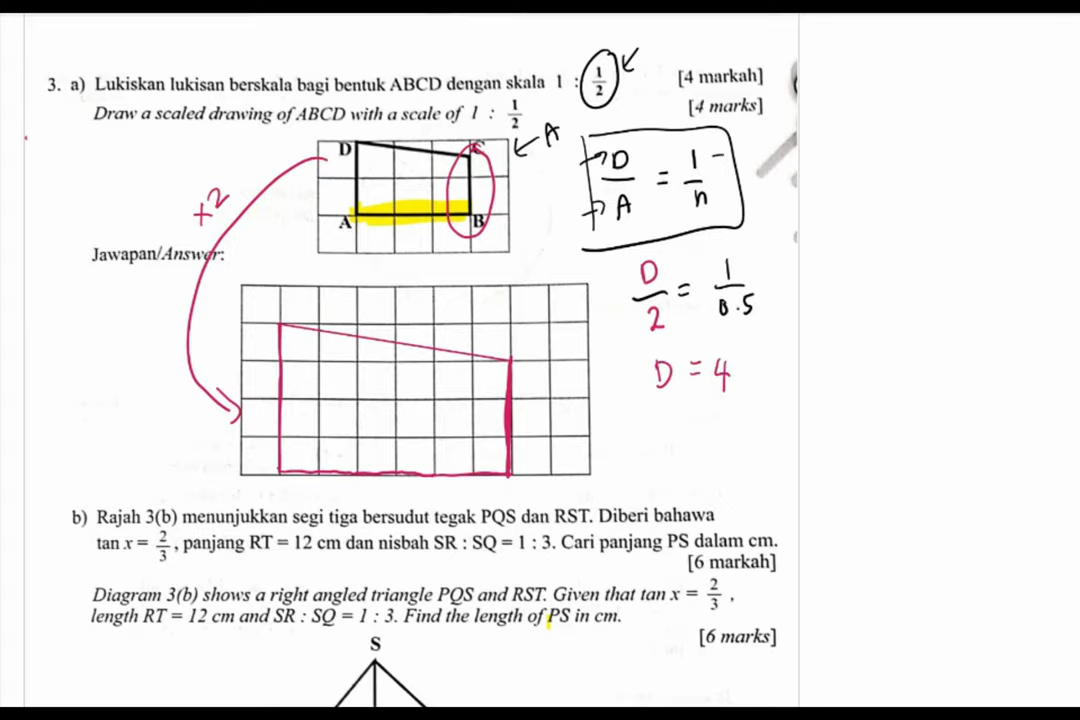 3. a) Lukiskan lukisan berskala bagi bentuk ABCD dengan skala 1 : 1/2 [4 markah]
Draw a scaled drawing of ABCD with a scale of 1 : 1/2 [4 marks]
A
D C
A B
D/A = 1/n
+2
Jawapan/Answer:
D/2 = 1/0.5
D = 4
b) Rajah 3(b) menunjukkan segi tiga bersudut tegak PQS dan RST. Diberi bahawa
tan x = 2/3, panjang RT = 12 cm dan nisbah SR : SQ = 1 : 3. Cari panjang PS dalam cm.
[6 markah]
Diagram 3(b) shows a right angled triangle PQS and RST. Given that tan x = 2/3,
length RT = 12 cm and SR : SQ = 1 : 3. Find the length of PS in cm.
[6 marks]
S